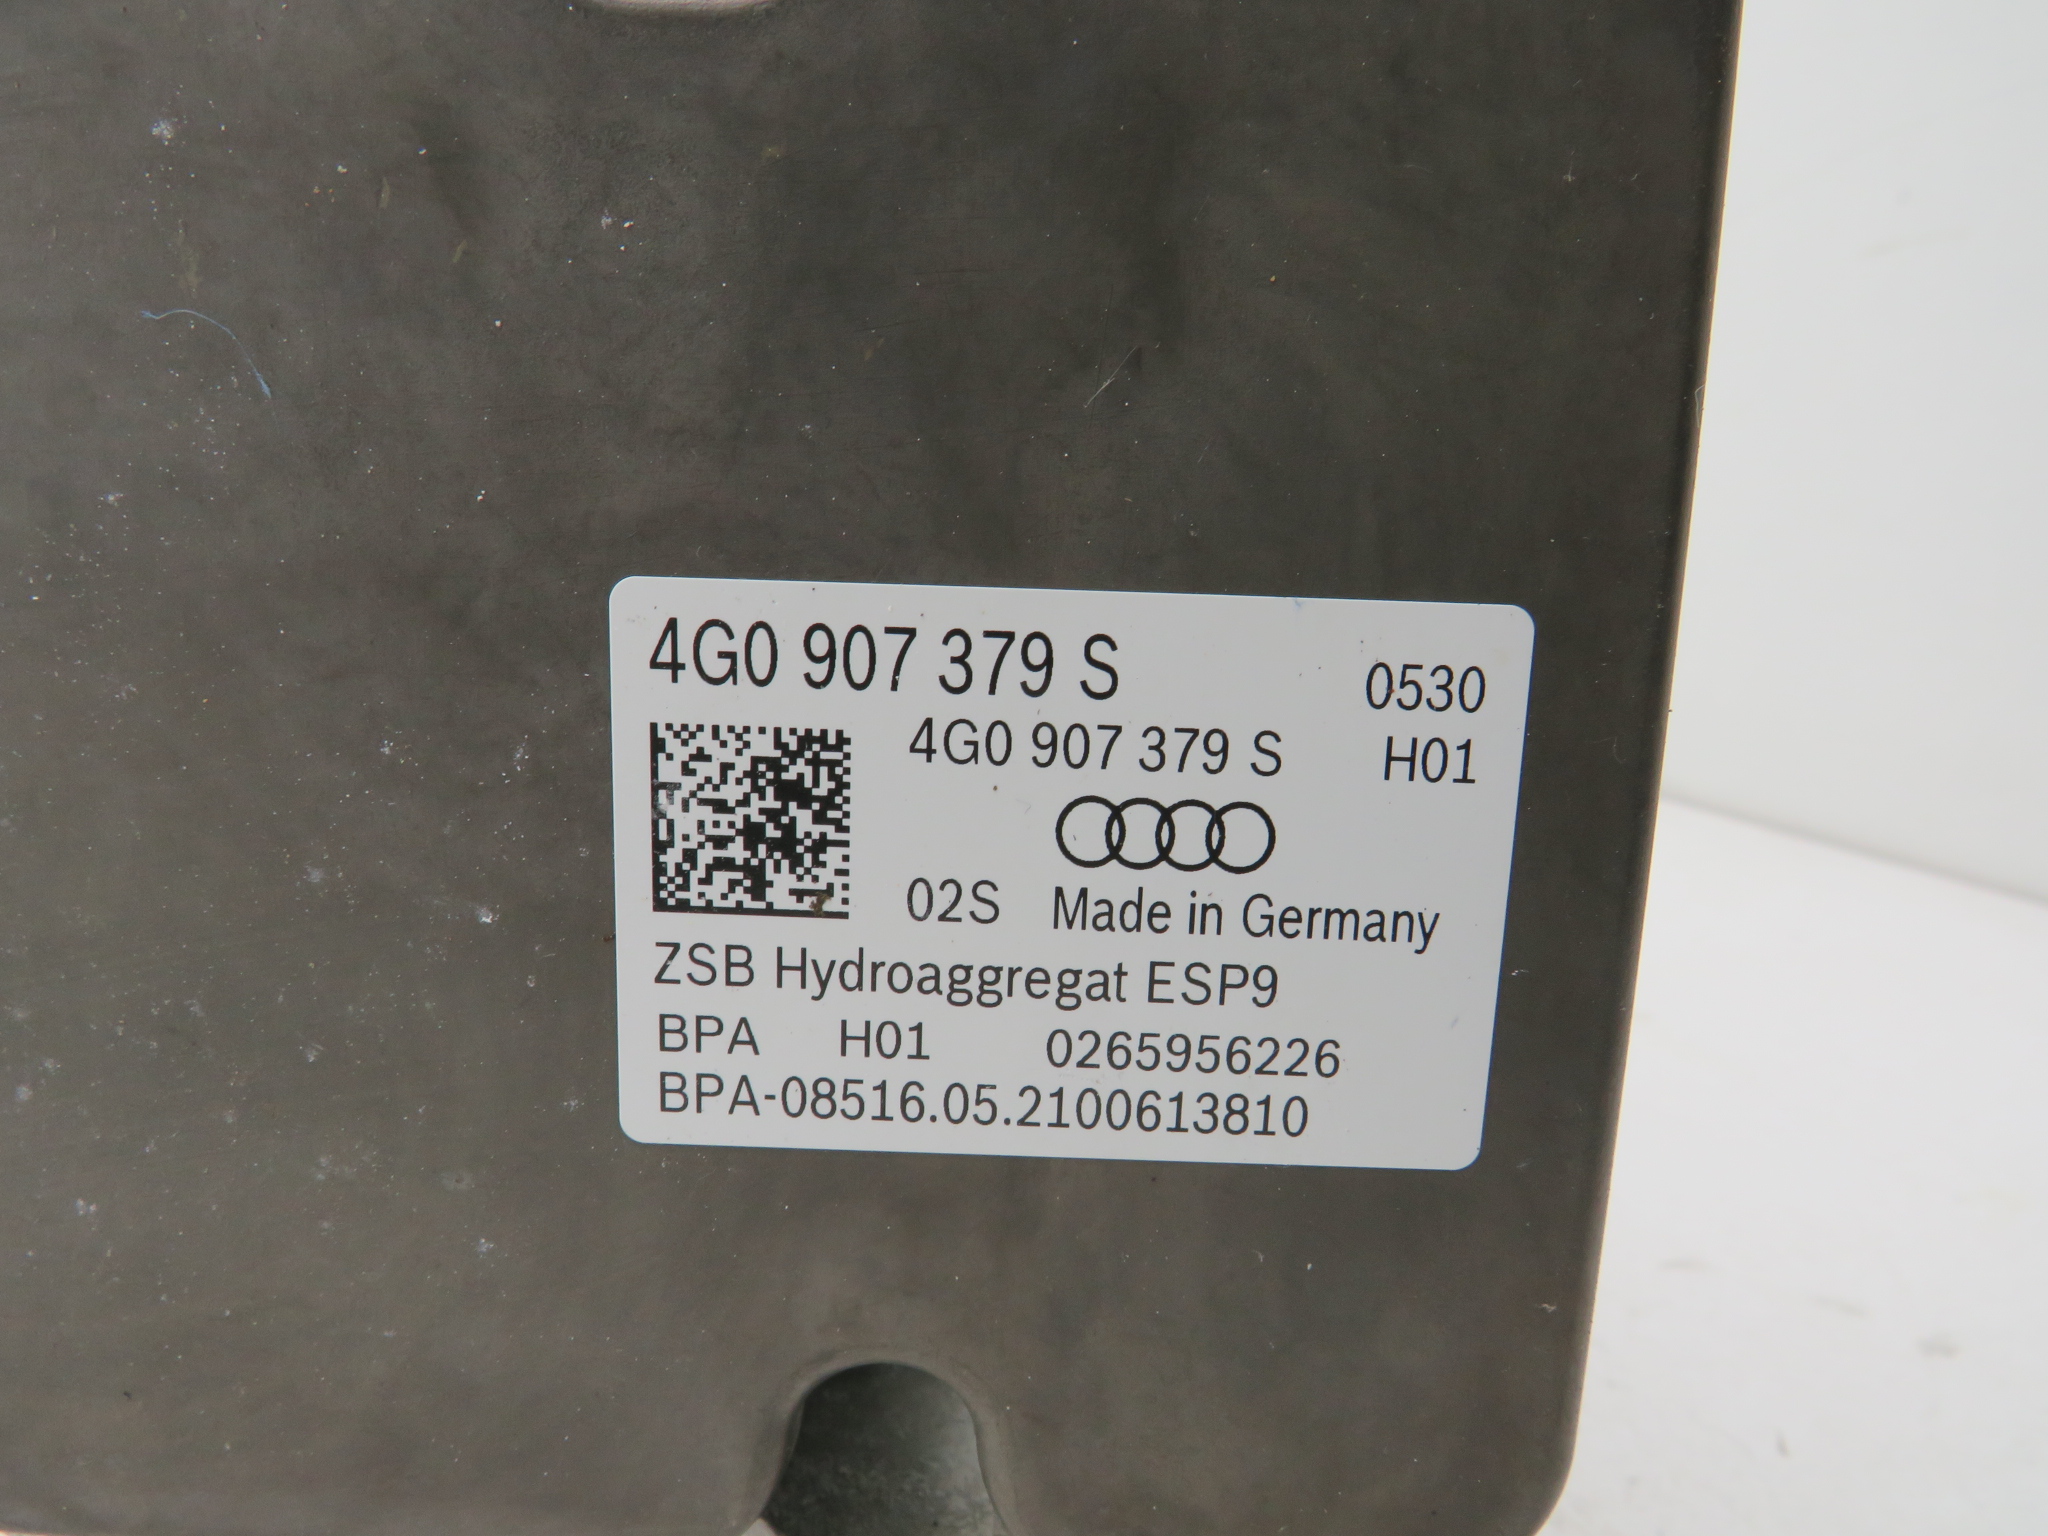 4G0 907 379 S 0530
4G0 907 379 S H01
02S Made in Germany
ZSB Hydroaggregat ESP9
BPA H01 0265956226
BPA-08516.05.2100613810